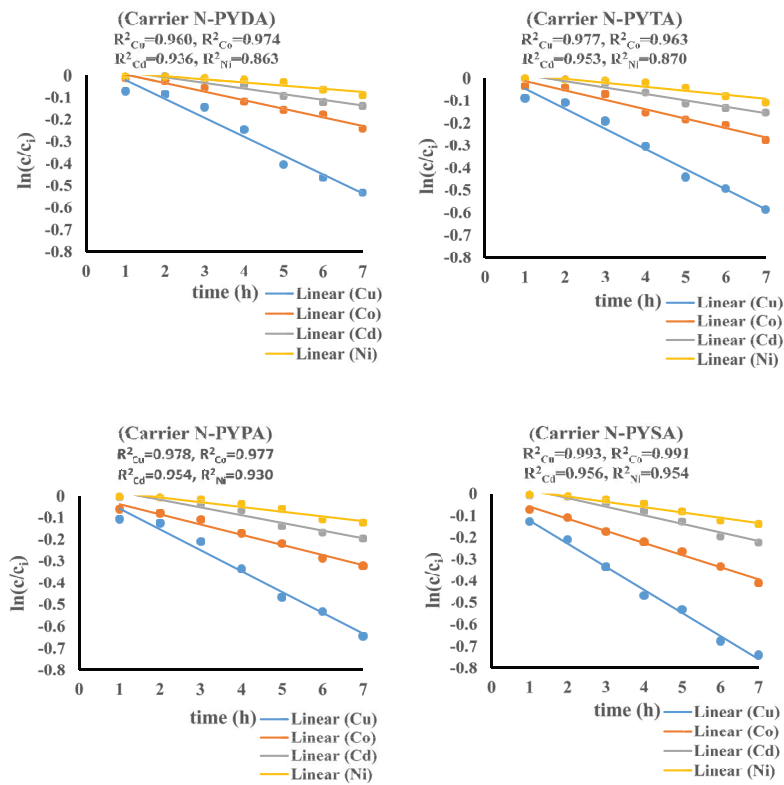 (Carrier N-PYDA)
R²Cu=0.960, R²Co=0.974
R²Cd=0.936, R²Ni=0.863
0
-0.1
-0.2
-0.3
-0.4
-0.5
-0.6
-0.7
-0.8
ln(c/ci)
0 1 2 3 4 5 6 7
time (h)
Linear (Cu)
Linear (Co)
Linear (Cd)
Linear (Ni)
(Carrier N-PYTA)
R²Cu=0.977, R²Co=0.963
R²Cd=0.953, R²Ni=0.870
0
-0.1
-0.2
-0.3
-0.4
-0.5
-0.6
-0.7
-0.8
ln(c/ci)
0 1 2 3 4 5 6 7
time (h)
Linear (Cu)
Linear (Co)
Linear (Cd)
Linear (Ni)
(Carrier N-PYPA)
R²Cu=0.978, R²Co=0.977
R²Cd=0.954, R²Ni=0.930
0
-0.1
-0.2
-0.3
-0.4
-0.5
-0.6
-0.7
-0.8
ln(c/ci)
0 1 2 3 4 5 6 7
time (h)
Linear (Cu)
Linear (Co)
Linear (Cd)
Linear (Ni)
(Carrier N-PYSA)
R²Cu=0.993, R²Co=0.991
R²Cd=0.956, R²Ni=0.954
0
-0.1
-0.2
-0.3
-0.4
-0.5
-0.6
-0.7
-0.8
ln(c/ci)
0 1 2 3 4 5 6 7
time (h)
Linear (Cu)
Linear (Co)
Linear (Cd)
Linear (Ni)